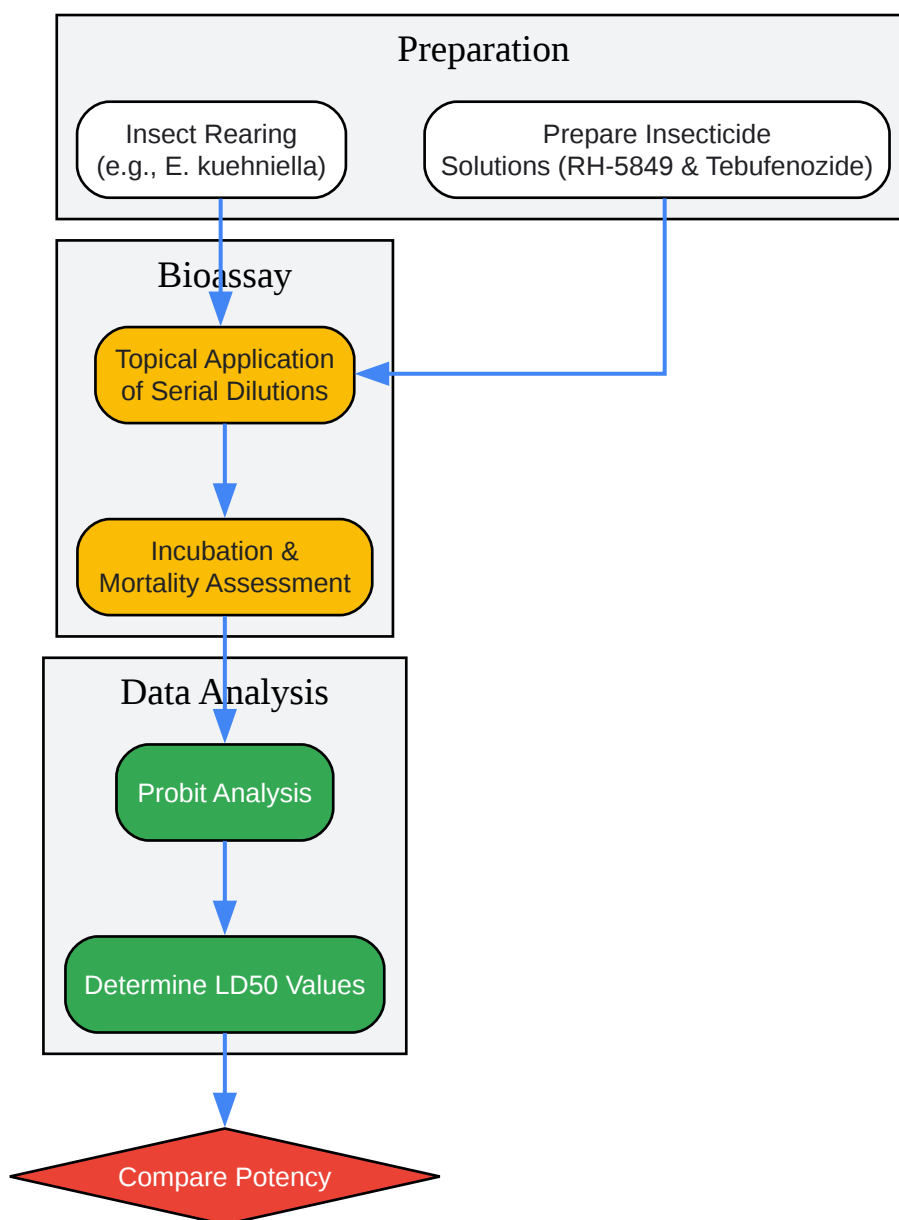 Preparation
Insect Rearing
(e.g., E. kuehniella)
Prepare Insecticide
Solutions (RH-5849 & Tebufenozide)
Bioassay
Topical Application
of Serial Dilutions
Incubation &
Mortality Assessment
Data Analysis
Probit Analysis
Determine LD50 Values
Compare Potency